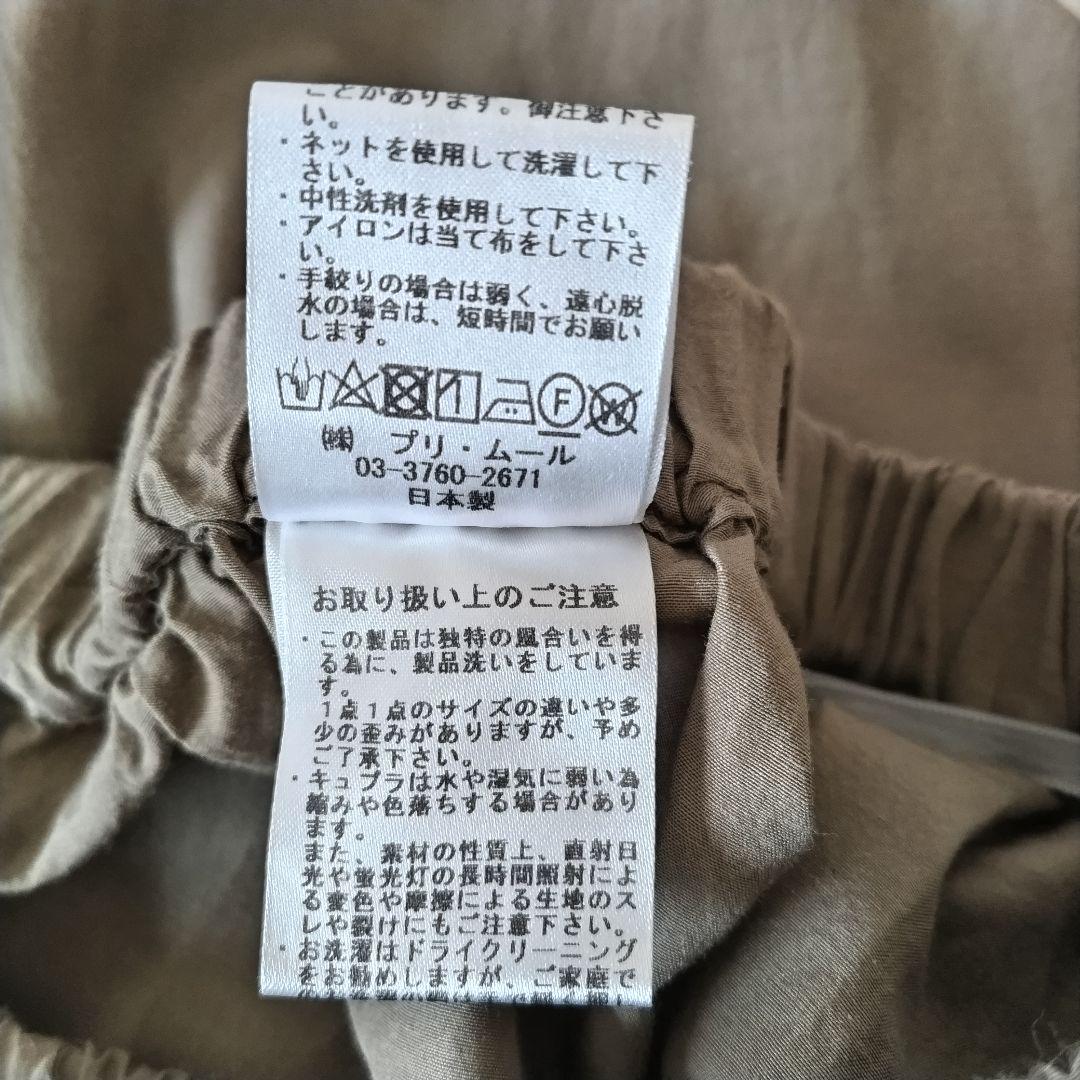 ことがあります。御注意下さ
い。
・ネットを使用して洗濯して下
さい。
・中性洗剤を使用して下さい。
・アイロンは当て布をして下さ
い。
・手絞りの場合は弱く、遠心脱
水の場合は、短時間でお願い
します。
F W
㈱ プリ・ムール
03-3760-2671
日本製
お取り扱い上のご注意
・この製品は独特の風合いを得
る為に、製品洗いをしていま
す。
1点1点のサイズの違いや多
少の歪みがありますが、予め
ご了承下さい。
・キュプラは水や湿気に弱い為
縮みや色落ちする場合があり
ます。
また、素材の性質上、直射日
光や蛍光灯の長時間照射によ
る変色や摩擦による生地のス
レや裂けにもご注意下さい。
・お洗濯はドライクリーニング
をお勧めしますが、ご家庭で